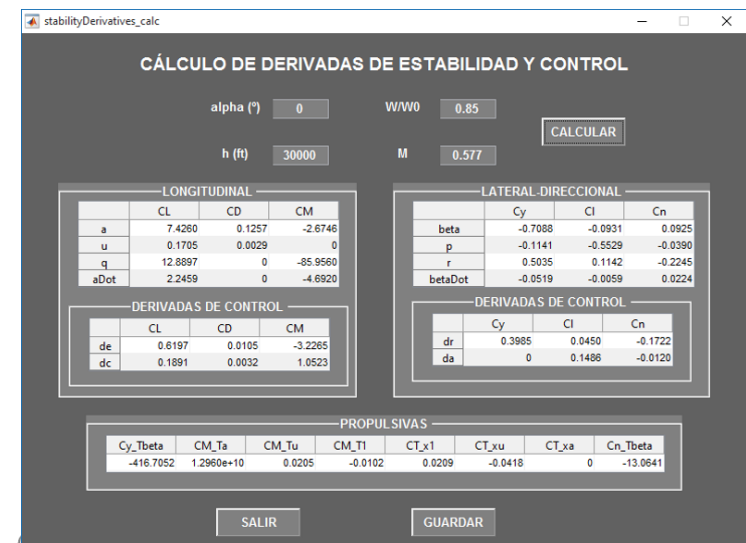 stabilityDerivatives_calc
CÁLCULO DE DERIVADAS DE ESTABILIDAD Y CONTROL
alpha (º) 0 W/W0 0.85
CALCULAR
h (ft) 30000 M 0.577
LONGITUDINAL
CL CD CM
a 7.4260 0.1257 -2.6746
u 0.1705 0.0029 0
q 12.8897 0 -85.9560
aDot 2.2459 0 -4.6920
DERIVADAS DE CONTROL
CL CD CM
de 0.6197 0.0105 -3.2265
dc 0.1891 0.0032 1.0523
LATERAL-DIRECCIONAL
Cy Cl Cn
beta -0.7088 -0.0931 0.0925
p -0.1141 -0.5529 -0.0390
r 0.5035 0.1142 -0.2245
betaDot -0.0519 -0.0059 0.0224
DERIVADAS DE CONTROL
Cy Cl Cn
dr 0.3985 0.0450 -0.1722
da 0 0.1486 -0.0120
PROPULSIVAS
Cy_Tbeta CM_Ta CM_Tu CM_T1 CT_x1 CT_xu CT_xa Cn_Tbeta
-416.7052 1.2960e+10 0.0205 -0.0102 0.0209 -0.0418 0 -13.0641
SALIR GUARDAR